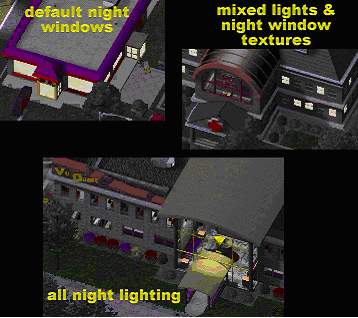 default night
windows
mixed lights &
night window
textures
all night lighting